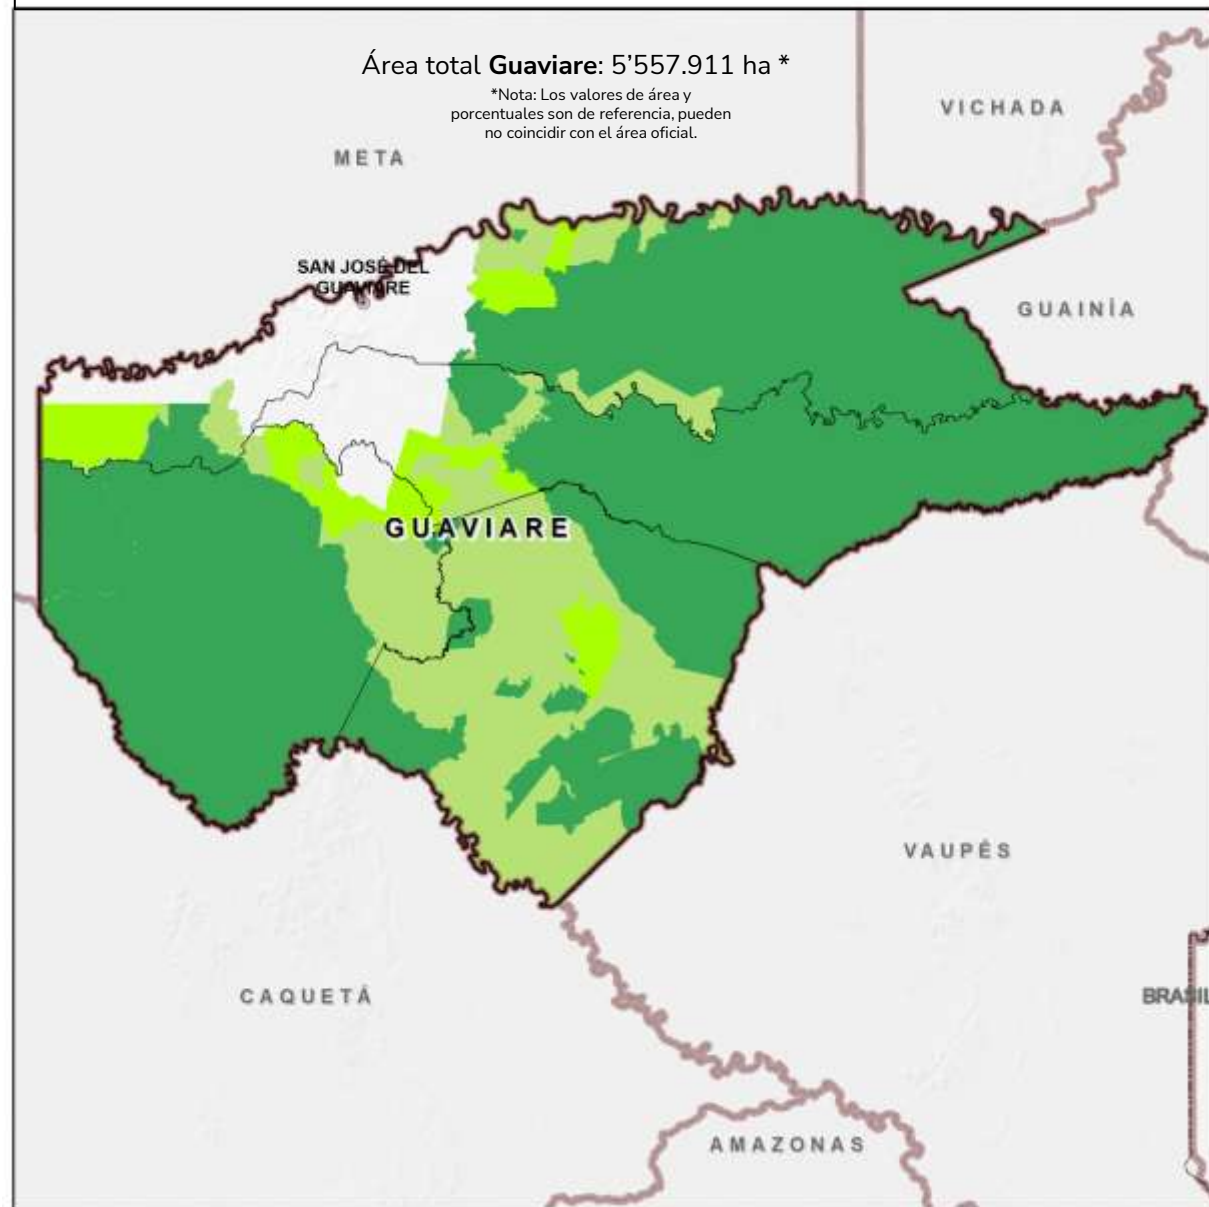 Área total Guaviare: 5'557.911 ha *
*Nota: Los valores de área y
porcentuales son de referencia, pueden
no coincidir con el área oficial.
VICHADA
META
SAN JOSÉ DEL
GUAVIARE
GUAINÍA
GUAVIARE
VAUPÉS
CAQUETÁ
BRASIL
AMAZONAS